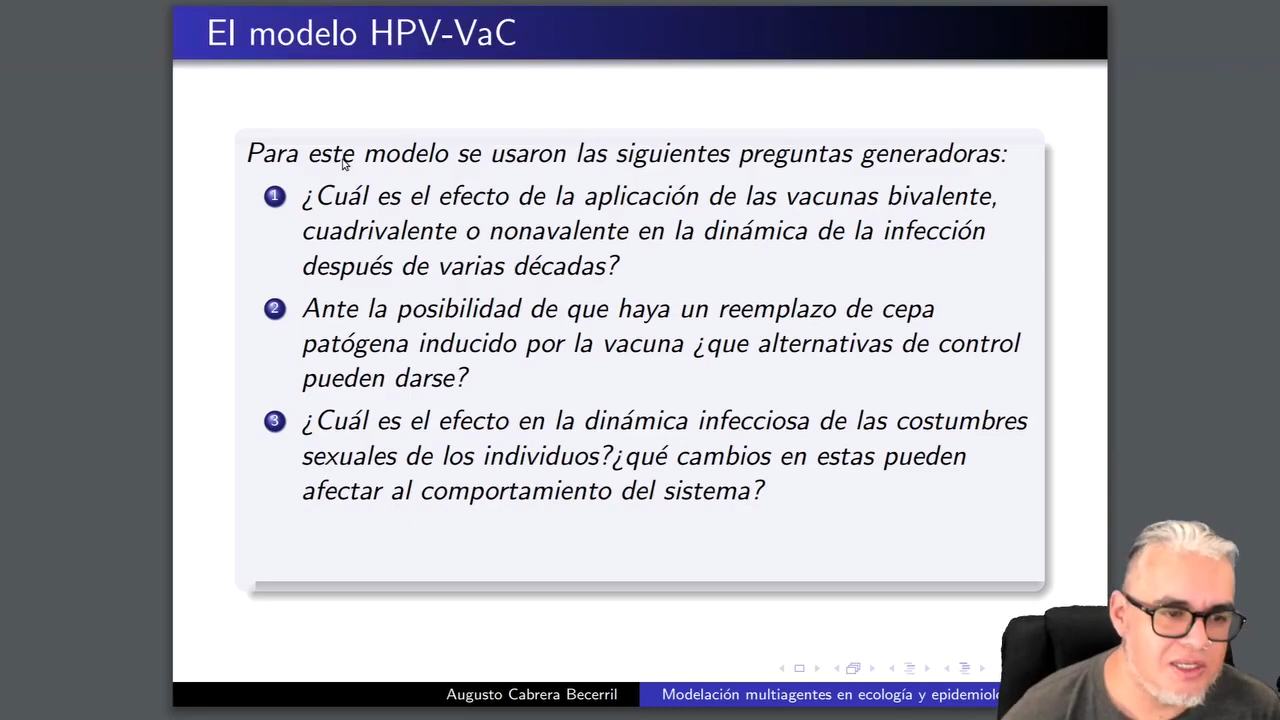 El modelo HPV-VaC
Para este modelo se usaron las siguientes preguntas generadoras:
1 ¿Cuál es el efecto de la aplicación de las vacunas bivalente,
cuadrivalente o nonavalente en la dinámica de la infección
después de varias décadas?
2 Ante la posibilidad de que haya un reemplazo de cepa
patógena inducido por la vacuna ¿que alternativas de control
pueden darse?
3 ¿Cuál es el efecto en la dinámica infecciosa de las costumbres
sexuales de los individuos?¿qué cambios en estas pueden
afectar al comportamiento del sistema?
Augusto Cabrera Becerril
Modelación multiagentes en ecología y